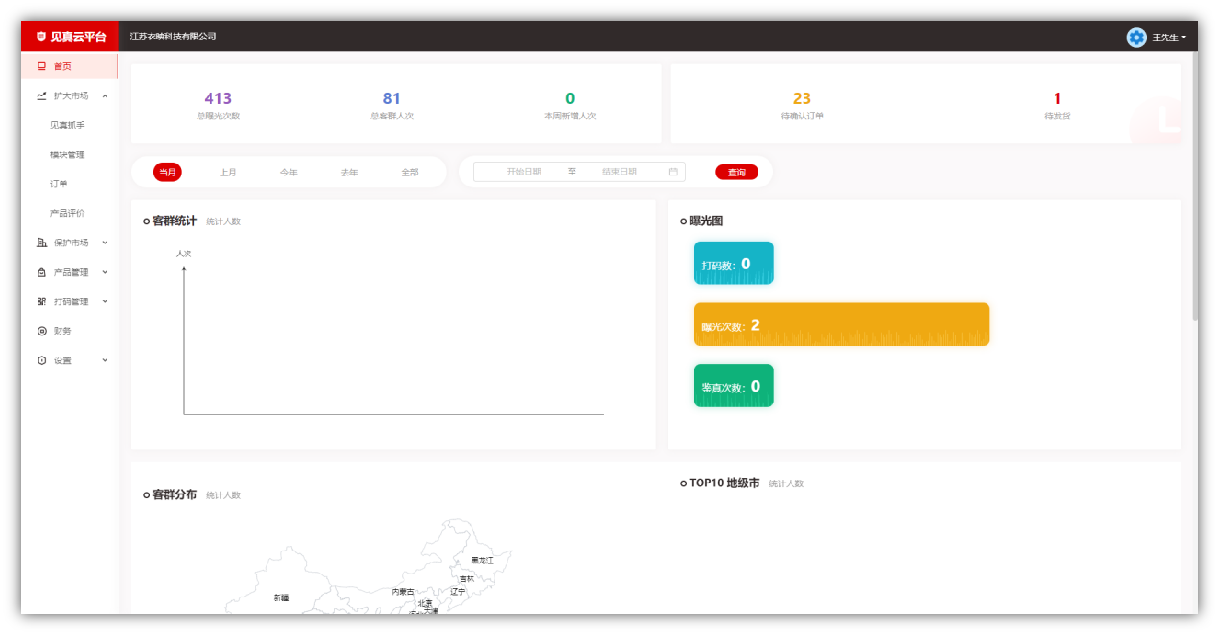 见真云平台
江苏农畴科技有限公司
王先生
首页
扩大市场
见真抓手
模块管理
订单
产品评价
保护市场
产品管理
打码管理
财务
设置
413
总曝光次数
81
总客群人次
0
本周新增人次
23
待确认订单
1
待发货
当月 上月 今年 去年 全部
开始日期 至 结束日期
查询
客群统计 统计人数
人次
曝光图
打码数：0
曝光次数：2
鉴真次数：0
客群分布 统计人数
TOP10 地级市 统计人数
黑龙江
吉林
辽宁
内蒙古
新疆
北京
天津